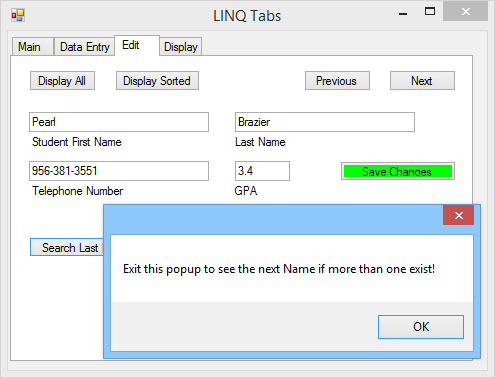 LINQ Tabs
Main Data Entry Edit Display
Display All Display Sorted Previous Next
Pearl Brazier
Student First Name Last Name
956-381-3551 3.4 Save Changes
Telephone Number GPA
Search Last
Exit this popup to see the next Name if more than one exist!
OK